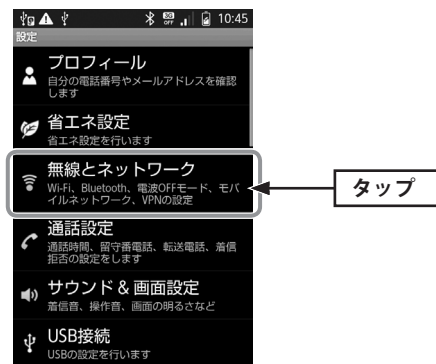 10:45
設定
プロフィール
自分の電話番号やメールアドレスを確認
します
省エネ設定
省エネ設定を行います
無線とネットワーク
Wi-Fi、Bluetooth、電波OFFモード、モバ
イルネットワーク、VPNの設定
タップ
通話設定
通話時間、留守番電話、転送電話、着信
拒否の設定をします
サウンド & 画面設定
着信音、操作音、画面の明るさなど
USB接続
USBの設定を行います